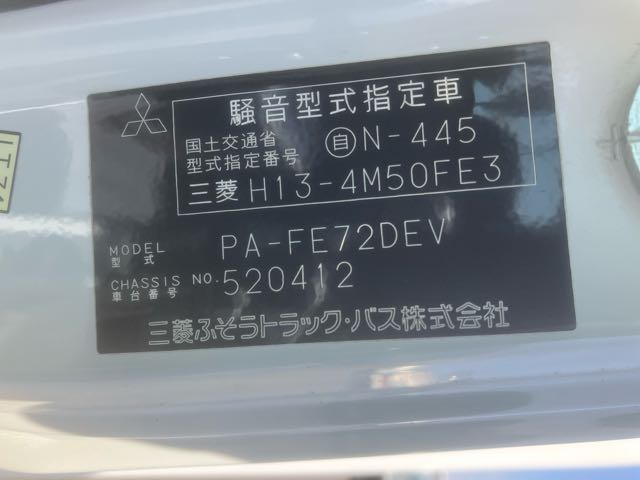 騒音型式指定車
国土交通省
型式指定番号 自N-445
三菱 H13-4M50FE3
MODEL
型式 PA-FE72DEV
CHASSIS NO.
車台番号 520412
三菱ふそうトラック・バス株式会社